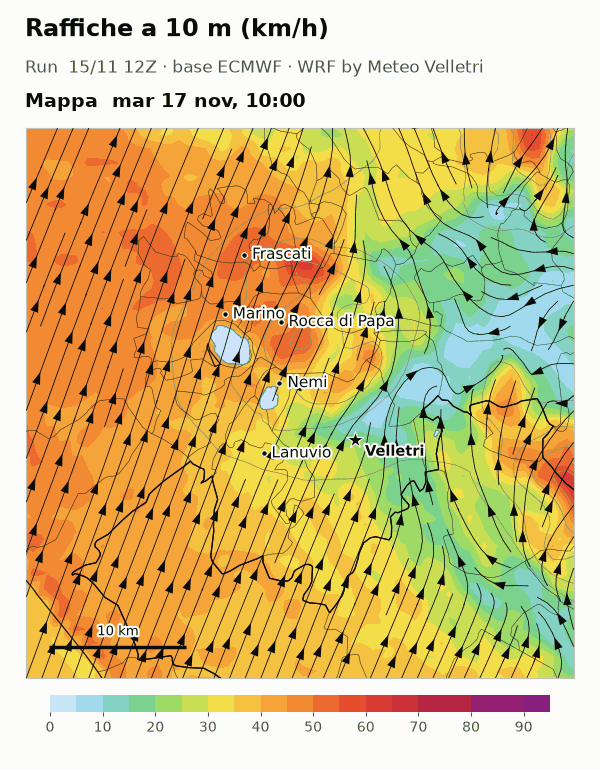 Raffiche a 10 m (km/h)
Run  15/11 12Z · base ECMWF · WRF by Meteo Velletri
Mappa  mar 17 nov, 10:00
Frascati
Marino
Rocca di Papa
Nemi
Velletri
Lanuvio
10 km
0 10 20 30 40 50 60 70 80 90